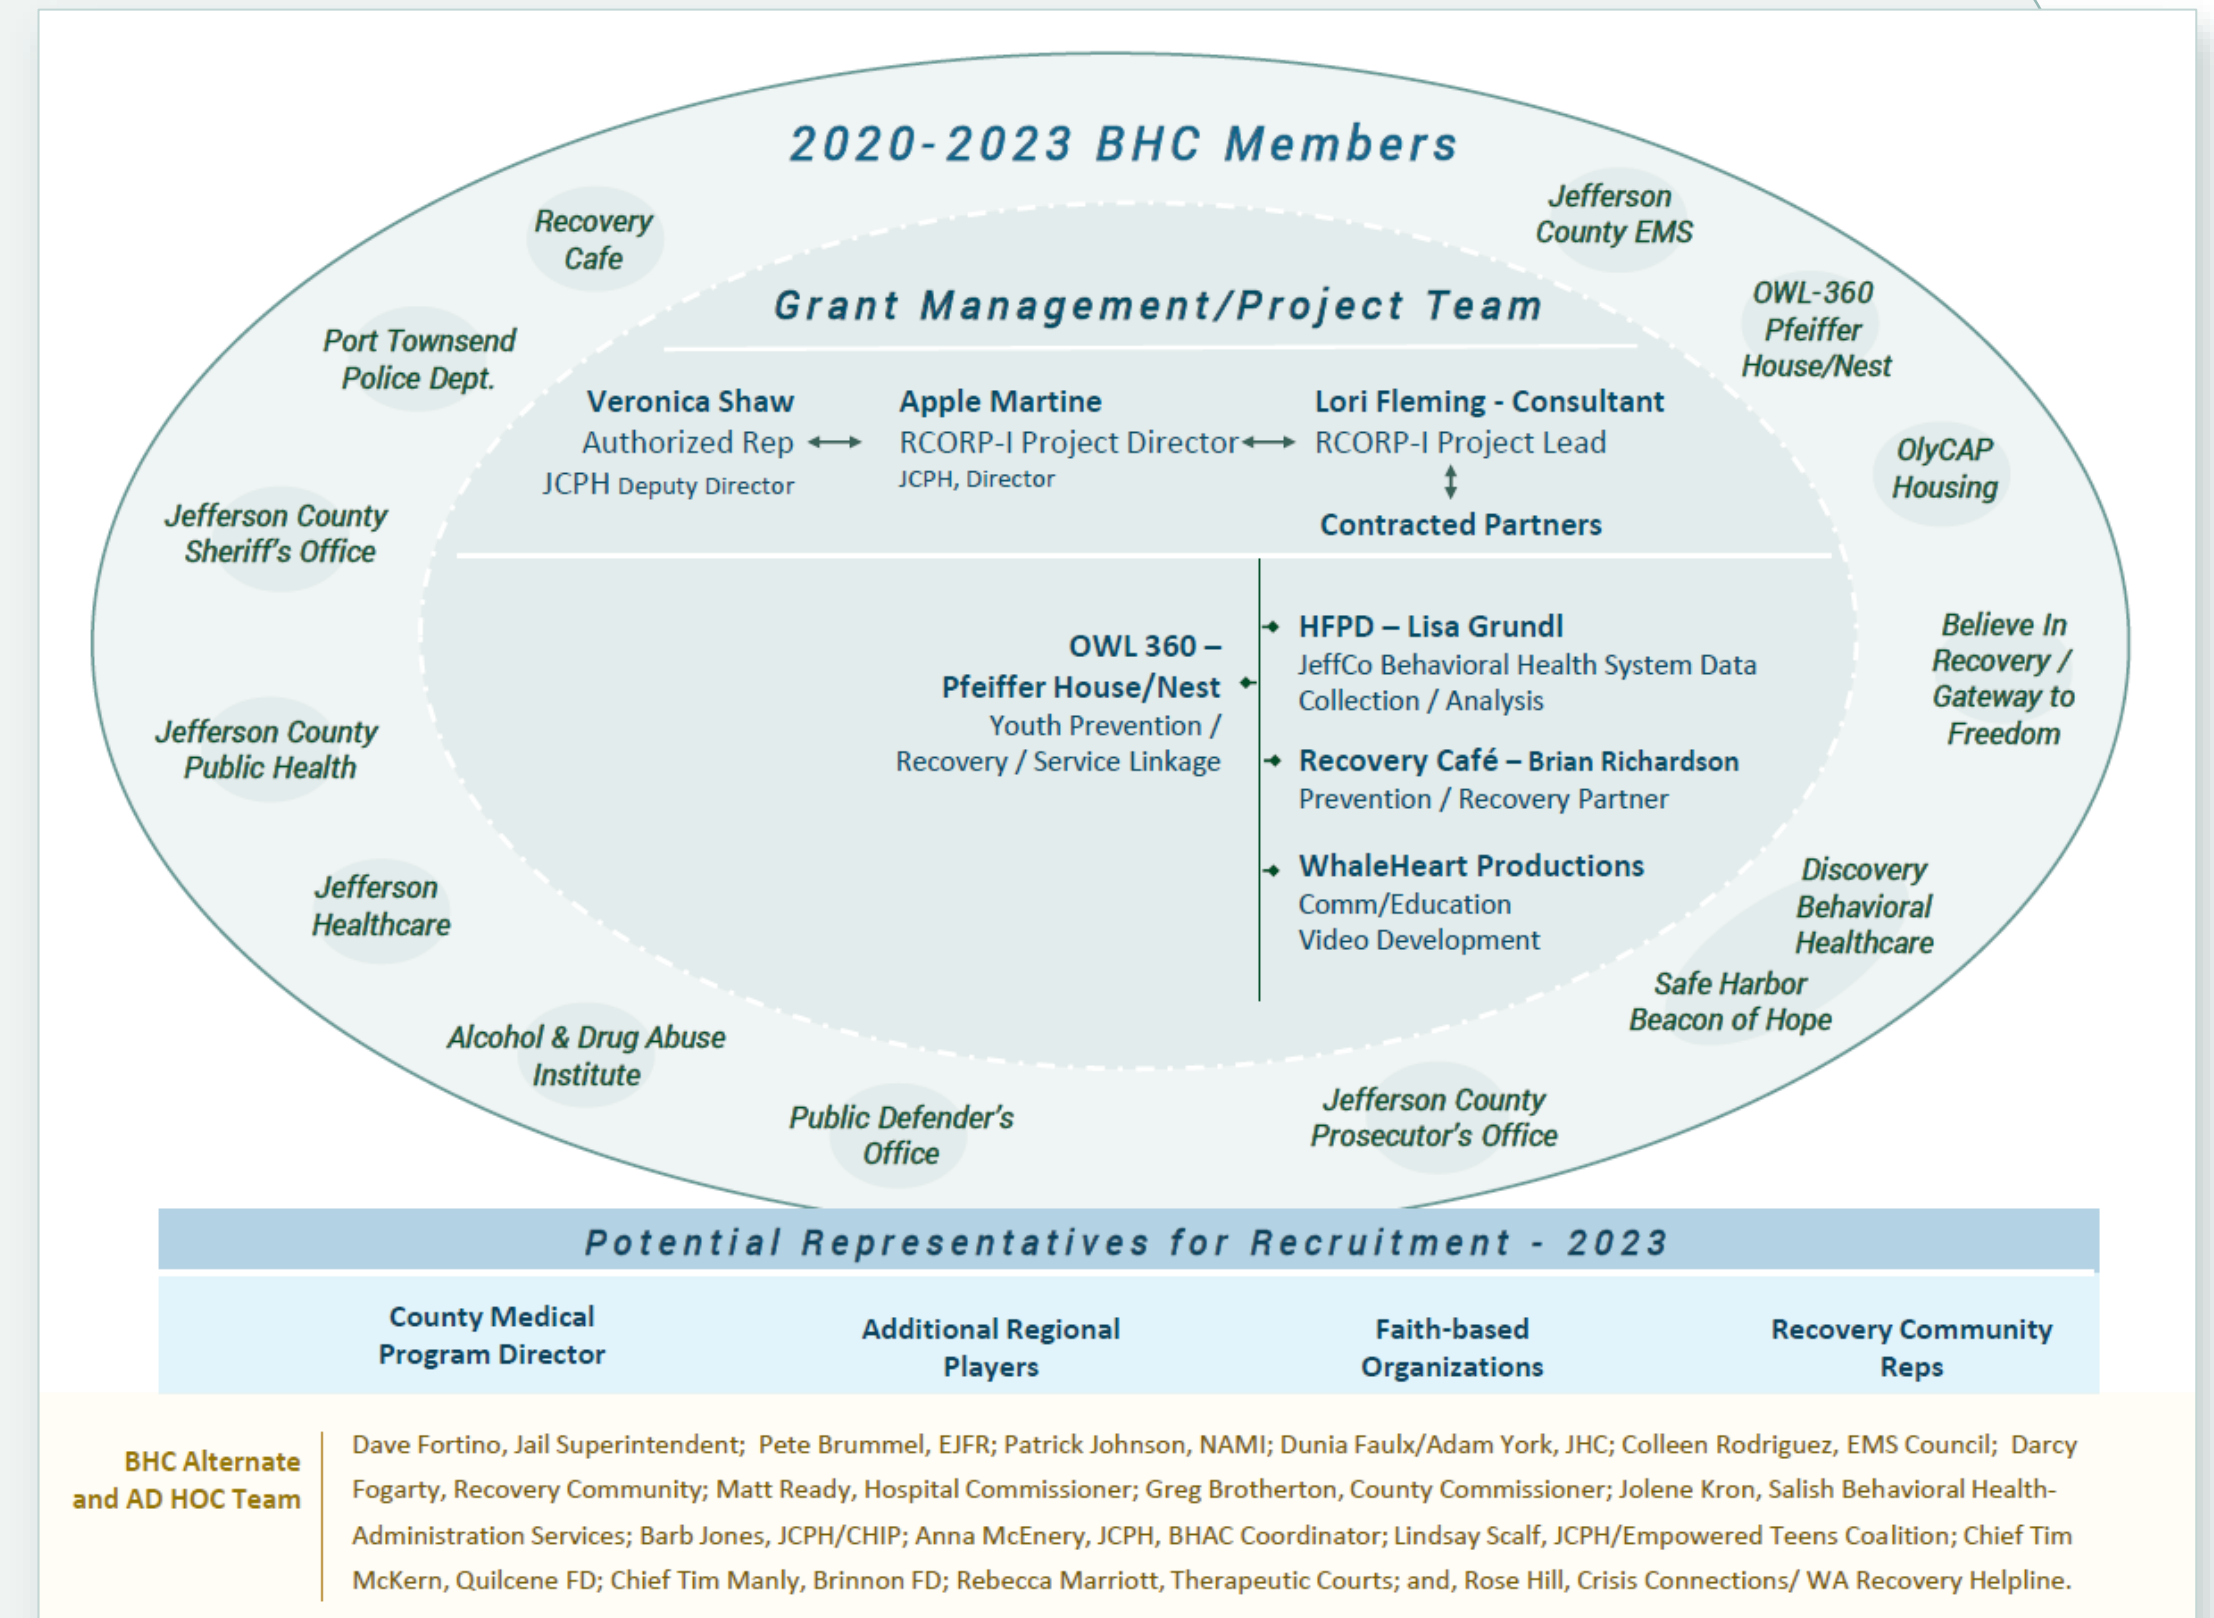 2020-2023 BHC Members
Recovery
Cafe
Port Townsend
Police Dept.
Jefferson County
Sheriff's Office
Jefferson County
Public Health
Jefferson
Healthcare
Alcohol & Drug Abuse
Institute
Public Defender's
Office
Jefferson County
Prosecutor's Office
Safe Harbor
Beacon of Hope
Discovery
Behavioral
Healthcare
Believe In
Recovery /
Gateway to
Freedom
OlyCAP
Housing
OWL-360
Pfeiffer
House/Nest
Jefferson
County EMS
Grant Management/Project Team
Veronica Shaw
Authorized Rep
JCPH Deputy Director
Apple Martine
RCORP-I Project Director
JCPH, Director
Lori Fleming - Consultant
RCORP-I Project Lead
Contracted Partners
OWL 360 –
Pfeiffer House/Nest
Youth Prevention /
Recovery / Service Linkage
HFPD – Lisa Grundl
JeffCo Behavioral Health System Data
Collection / Analysis
Recovery Café – Brian Richardson
Prevention / Recovery Partner
WhaleHeart Productions
Comm/Education
Video Development
Potential Representatives for Recruitment - 2023
County Medical
Program Director
Additional Regional
Players
Faith-based
Organizations
Recovery Community
Reps
BHC Alternate
and AD HOC Team
Dave Fortino, Jail Superintendent;  Pete Brummel, EJFR; Patrick Johnson, NAMI; Dunia Faulx/Adam York, JHC; Colleen Rodriguez, EMS Council;  Darcy
Fogarty, Recovery Community; Matt Ready, Hospital Commissioner; Greg Brotherton, County Commissioner; Jolene Kron, Salish Behavioral Health-
Administration Services; Barb Jones, JCPH/CHIP; Anna McEnery, JCPH, BHAC Coordinator; Lindsay Scalf, JCPH/Empowered Teens Coalition; Chief Tim
McKern, Quilcene FD; Chief Tim Manly, Brinnon FD; Rebecca Marriott, Therapeutic Courts; and, Rose Hill, Crisis Connections/ WA Recovery Helpline.